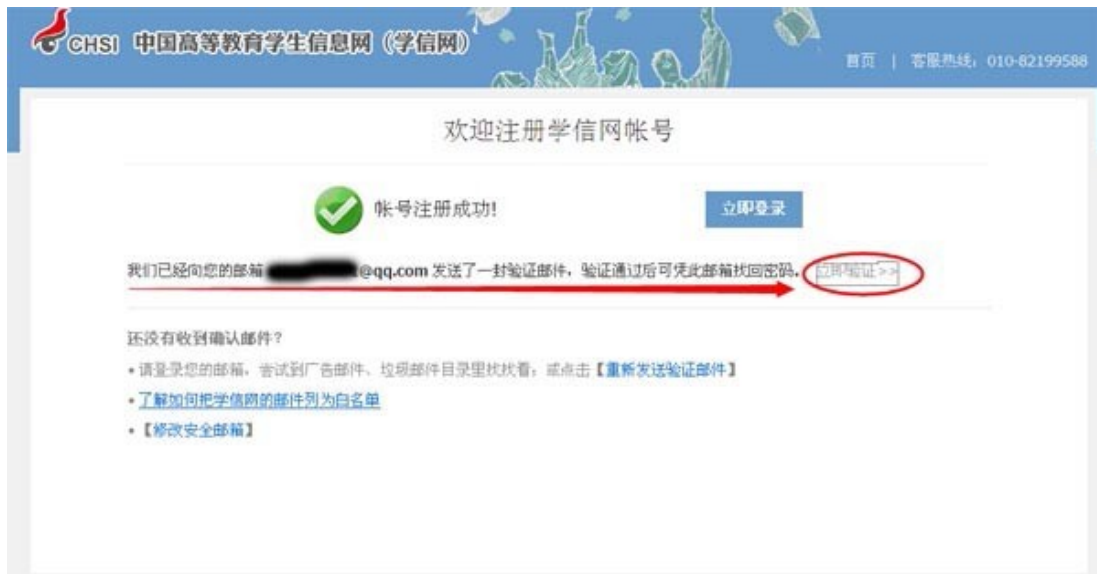 CHSI 中国高等教育学生信息网（学信网）
首页 | 客服热线：010-82199588
欢迎注册学信网帐号
帐号注册成功!
立即登录
我们已经向您的邮箱 @qq.com 发送了一封验证邮件，验证通过后可凭此邮箱找回密码。 立即验证>>
还没有收到确认邮件？
• 请登录您的邮箱，尝试到广告邮件、垃圾邮件目录里找找看；或点击【重新发送验证邮件】
• 了解如何把学信网的邮件列为白名单
• 【修改安全邮箱】